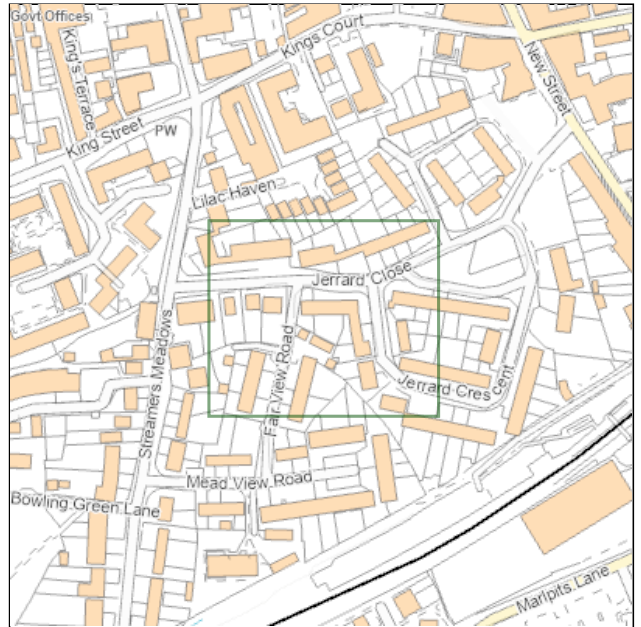 Govt Offices
King's Terrace
Kings Court
New Street
King Street
PW
Lilac Haven
Jerrard Close
Streamers Meadows
Fair View Road
Jerrard Crescent
Mead View Road
Bowling Green Lane
Marlpits Lane